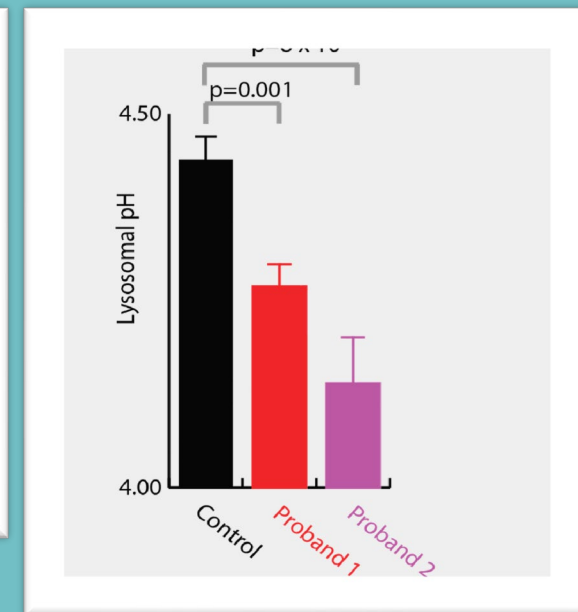 p=0.001
4.50
Lysosomal pH
4.00
Control
Proband 1
Proband 2